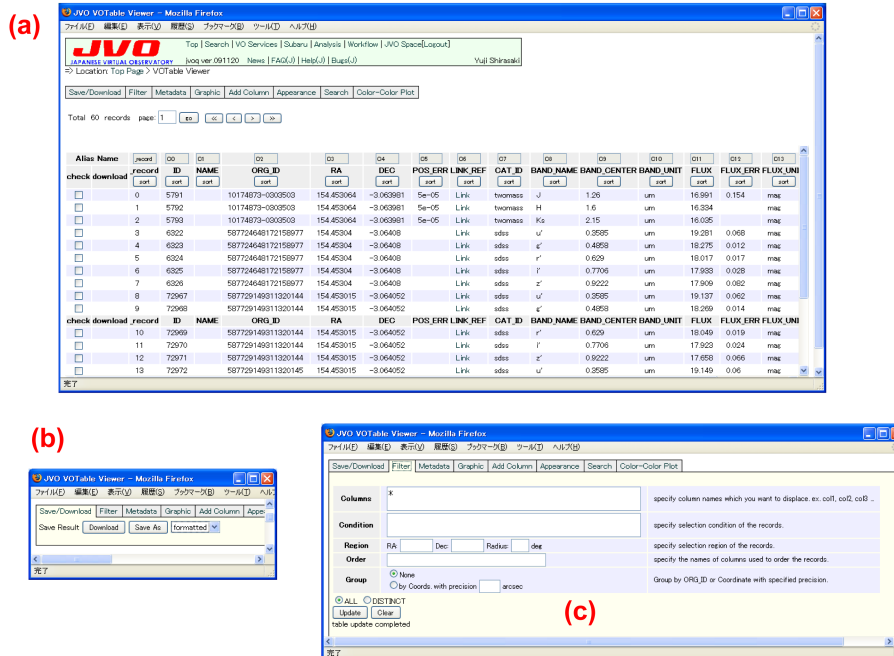 (a)
JVO VOTable Viewer - Mozilla Firefox
ファイル(F) 編集(E) 表示(V) 履歴(S) ブックマーク(B) ツール(T) ヘルプ(H)
JVO
JAPANESE VIRTUAL OBSERVATORY
Top | Search | VO Services | Subaru | Analysis | Workflow | JVO Space[Logout]
jvoq ver.091120 News | FAQ(J) | Help(J) | Bugs(J) Yuji Shirasaki
=> Location: Top Page > VOTable Viewer
Save/Download Filter Metadata Graphic Add Column Appearance Search Color-Color Plot
Total 60 records page: 1 go << < > >>
Alias Name _record C0 C1 C2 C3 C4 C5 C6 C7 C8 C9 C10 C11 C12 C13
check download _record ID NAME ORG_ID RA DEC POS_ERR LINK_REF CAT_ID BAND_NAME BAND_CENTER BAND_UNIT FLUX FLUX_ERR FLUX_UNI
sort sort sort sort sort sort sort sort sort sort sort sort sort sort sort
0 5791 10174873-0303503 154.453064 -3.063981 5e-05 Link twomass J 1.26 um 16.991 0.154 mag
1 5792 10174873-0303503 154.453064 -3.063981 5e-05 Link twomass H 1.6 um 16.334 mag
2 5793 10174873-0303503 154.453064 -3.063981 5e-05 Link twomass Ks 2.15 um 16.035 mag
3 6322 587724648172158977 154.45304 -3.06408 Link sdss u' 0.3585 um 19.281 0.068 mag
4 6323 587724648172158977 154.45304 -3.06408 Link sdss g' 0.4858 um 18.275 0.012 mag
5 6324 587724648172158977 154.45304 -3.06408 Link sdss r' 0.629 um 18.017 0.017 mag
6 6325 587724648172158977 154.45304 -3.06408 Link sdss i' 0.7706 um 17.933 0.028 mag
7 6326 587724648172158977 154.45304 -3.06408 Link sdss z' 0.9222 um 17.909 0.082 mag
8 72967 587729149311320144 154.453015 -3.064052 Link sdss u' 0.3585 um 19.137 0.062 mag
9 72968 587729149311320144 154.453015 -3.064052 Link sdss g' 0.4858 um 18.269 0.014 mag
check download _record ID NAME ORG_ID RA DEC POS_ERR LINK_REF CAT_ID BAND_NAME BAND_CENTER BAND_UNIT FLUX FLUX_ERR FLUX_UNI
10 72969 587729149311320144 154.453015 -3.064052 Link sdss r' 0.629 um 18.049 0.019 mag
11 72970 587729149311320144 154.453015 -3.064052 Link sdss i' 0.7706 um 17.923 0.024 mag
12 72971 587729149311320144 154.453015 -3.064052 Link sdss z' 0.9222 um 17.658 0.066 mag
13 72972 587729149311320145 154.453015 -3.064052 Link sdss u' 0.3585 um 19.149 0.06 mag
完了
(b)
JVO VOTable Viewer - Mozilla Firefox
ファイル(F) 編集(E) 表示(V) 履歴(S) ブックマーク(B) ツール(T) ヘル
Save/Download Filter Metadata Graphic Add Column Appea
Save Result Download Save As formatted
完了
JVO VOTable Viewer - Mozilla Firefox
ファイル(F) 編集(E) 表示(V) 履歴(S) ブックマーク(B) ツール(T) ヘルプ(H)
Save/Download Filter Metadata Graphic Add Column Appearance Search Color-Color Plot
Columns * specify column names which you want to displace. ex. col1, col2, col3 ..
Condition specify selection condition of the records.
Region RA: Dec: Radius: deg specify selection region of the records.
Order specify the names of columns used to order the records.
Group None
by Coords. with precision arcsec Group by ORG_ID or Coordinate with specified precision.
ALL DISTINCT
Update Clear
table update completed
(c)
完了